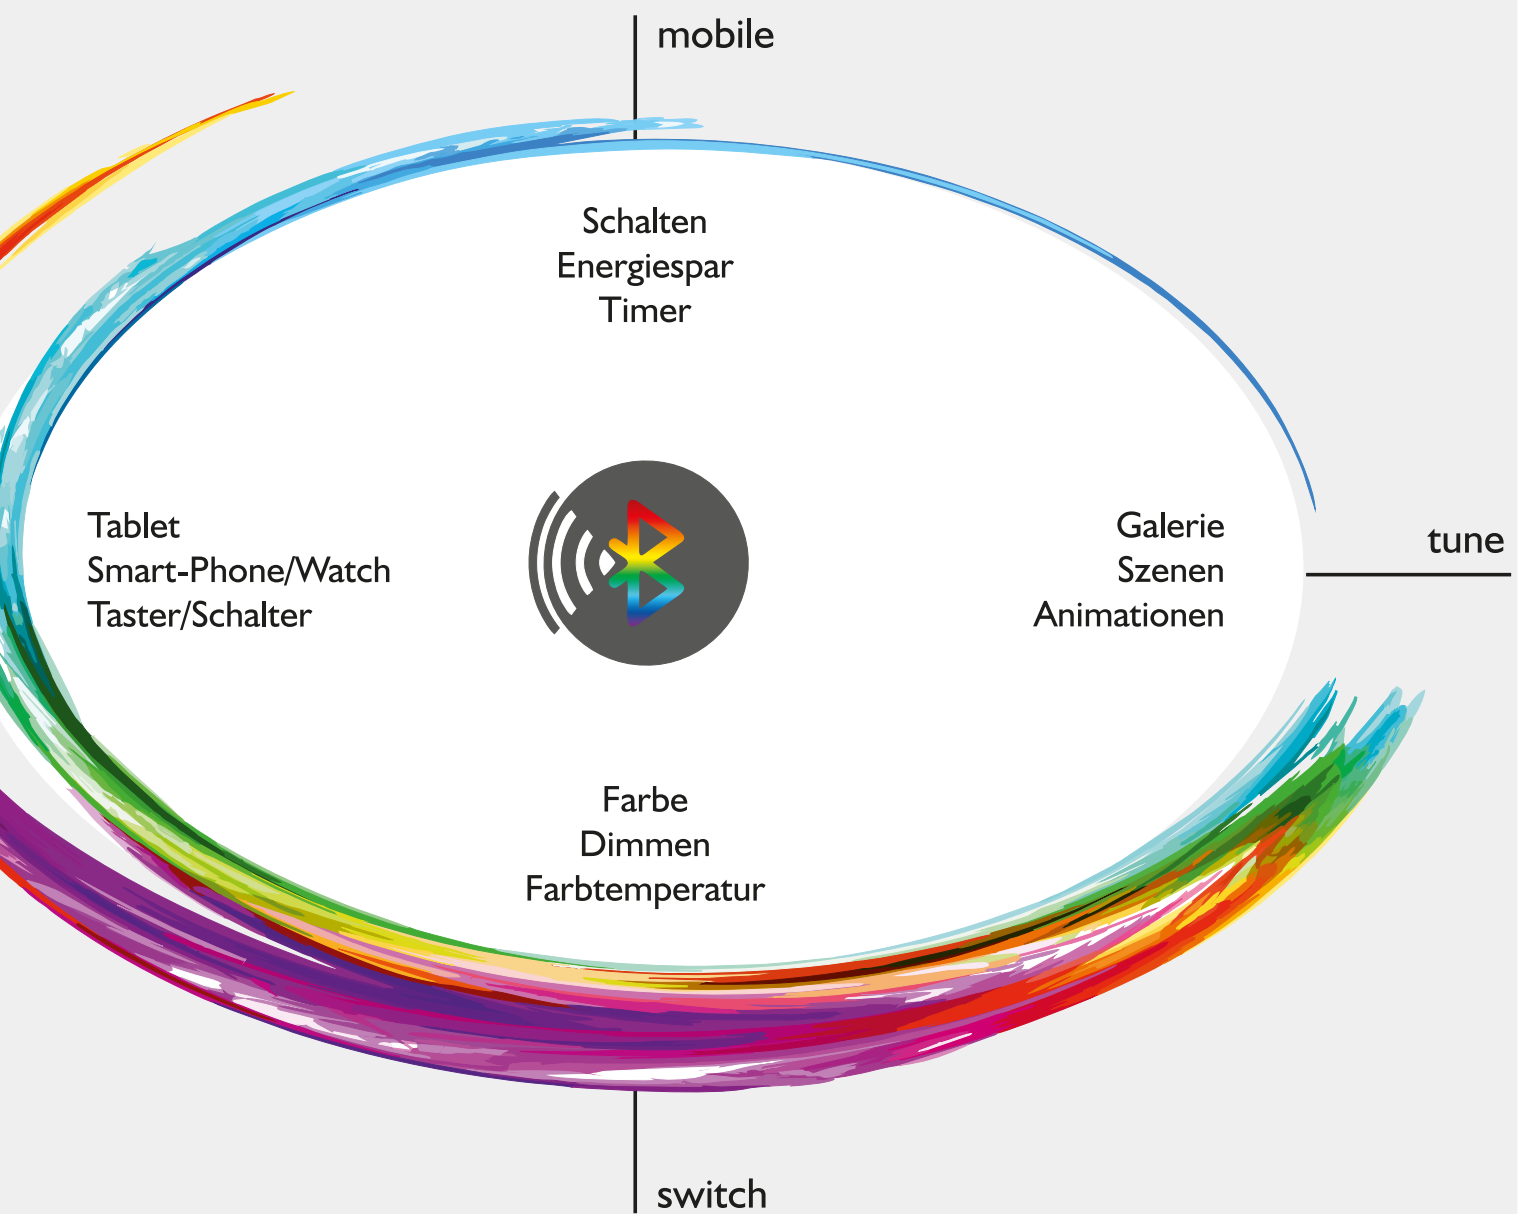 mobile
Schalten
Energiespar
Timer
Tablet
Smart-Phone/Watch
Taster/Schalter
Galerie
Szenen
Animationen
tune
Farbe
Dimmen
Farbtemperatur
switch